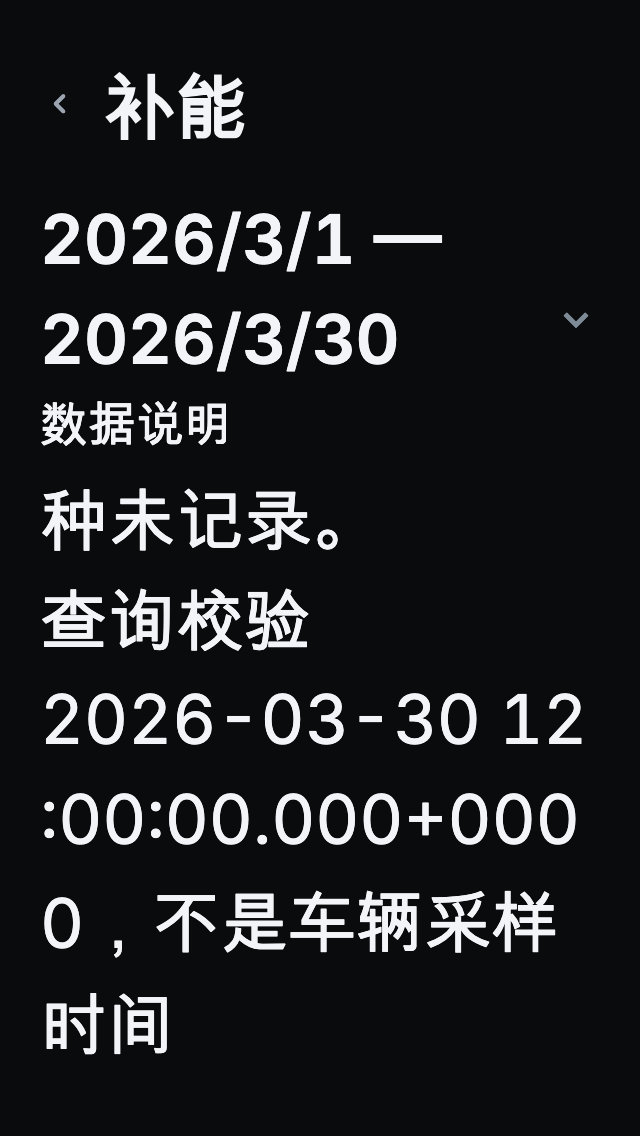 补能
2026/3/1 —
2026/3/30
数据说明
种未记录。
查询校验
2026-03-30 12
:00:00.000+000
0，不是车辆采样
时间